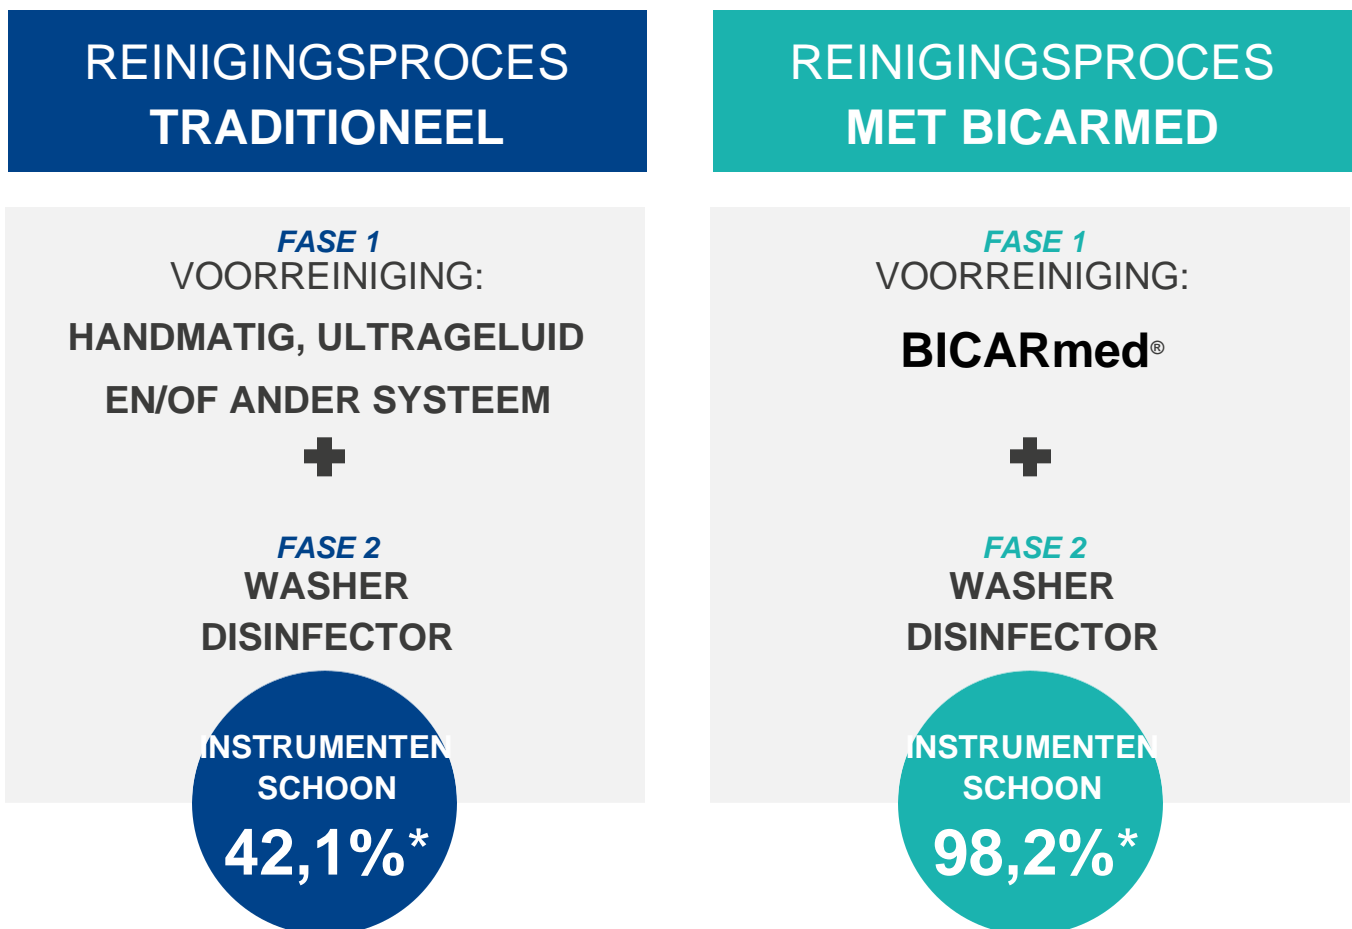 REINIGINGSPROCES
TRADITIONEEL
FASE 1
VOORREINIGING:
HANDMATIG, ULTRAGELUID
EN/OF ANDER SYSTEEM
FASE 2
WASHER
DISINFECTOR
INSTRUMENTEN
SCHOON
42,1%*
REINIGINGSPROCES
MET BICARMED
FASE 1
VOORREINIGING:
BICARmed®
FASE 2
WASHER
DISINFECTOR
INSTRUMENTEN
SCHOON
98,2%*